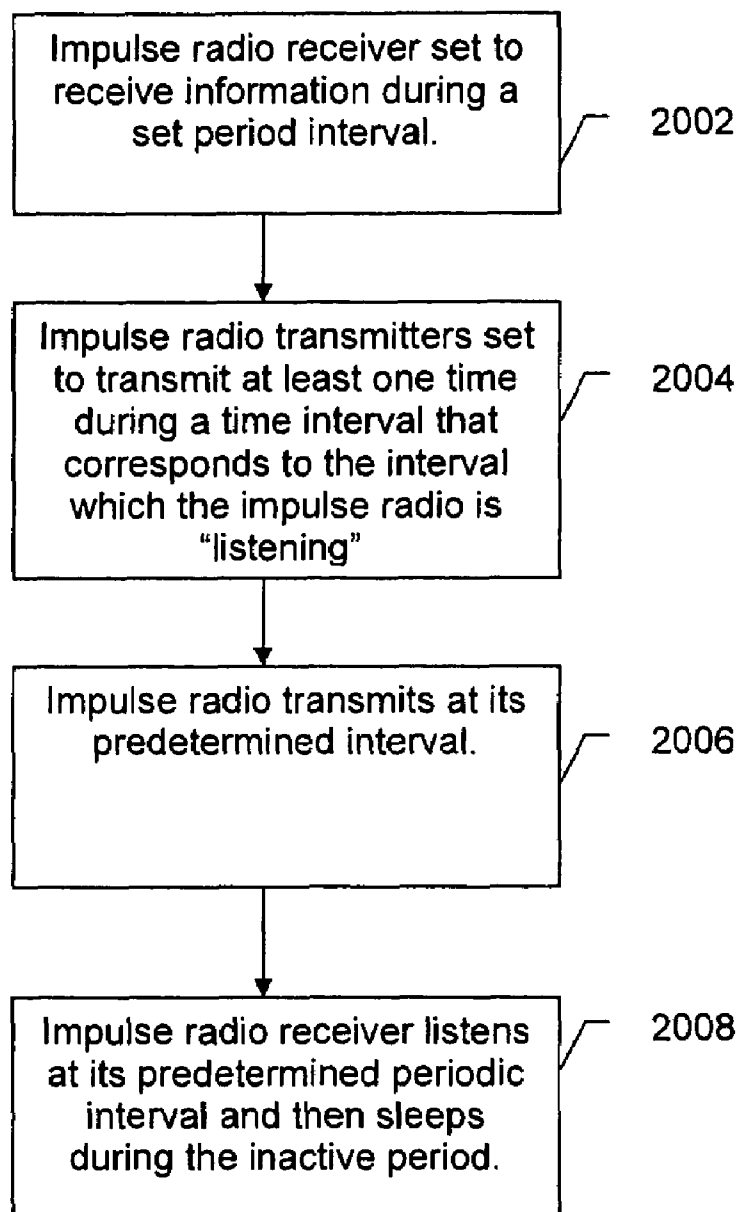 Impulse radio receiver set to
receive information during a
set period interval.
2002
Impulse radio transmitters set
to transmit at least one time
during a time interval that
corresponds to the interval
which the impulse radio is
“listening”
2004
Impulse radio transmits at its
predetermined interval.
2006
Impulse radio receiver listens
at its predetermined periodic
interval and then sleeps
during the inactive period.
2008